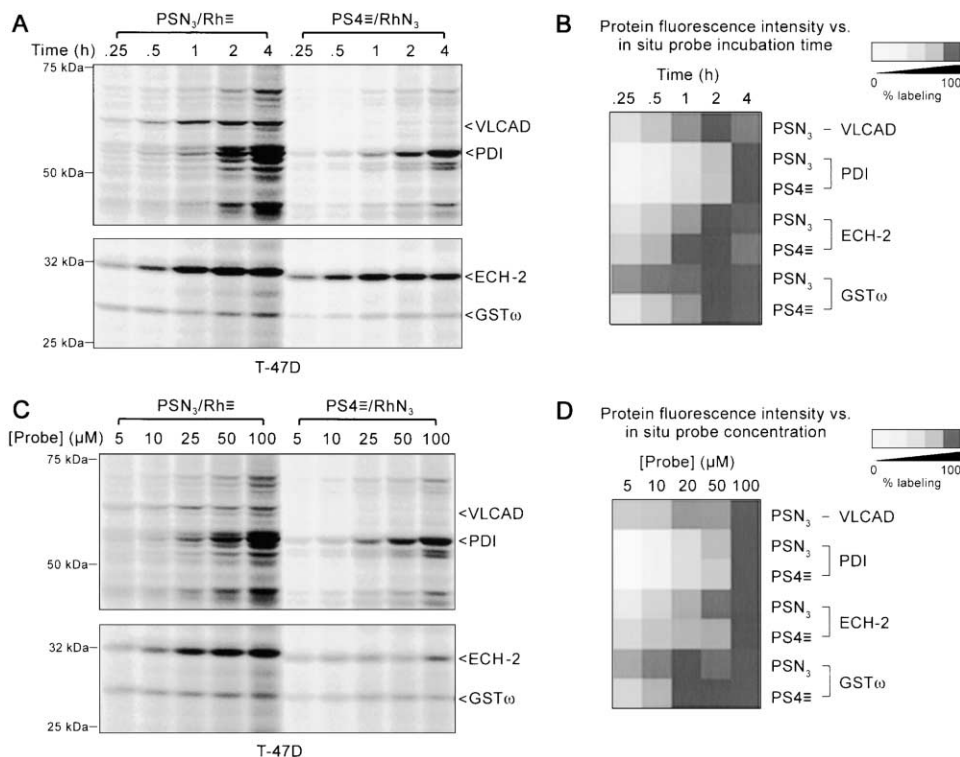 A
PSN₃/Rh≡ PS4≡/RhN₃
Time (h) .25 .5 1 2 4 .25 .5 1 2 4
75 kDa
<VLCAD
<PDI
50 kDa
32 kDa
<ECH-2
<GSTω
25 kDa
T-47D
B
Protein fluorescence intensity vs.
in situ probe incubation time
0 100
% labeling
Time (h)
.25 .5 1 2 4
PSN₃ – VLCAD
PSN₃
PDI
PS4≡
PSN₃
ECH-2
PS4≡
PSN₃
GSTω
PS4≡
C
PSN₃/Rh≡ PS4≡/RhN₃
[Probe] (µM) 5 10 25 50 100 5 10 25 50 100
75 kDa
<VLCAD
<PDI
50 kDa
32 kDa
<ECH-2
<GSTω
25 kDa
T-47D
D
Protein fluorescence intensity vs.
in situ probe concentration
0 100
% labeling
[Probe] (µM)
5 10 20 50 100
PSN₃ – VLCAD
PSN₃
PDI
PS4≡
PSN₃
ECH-2
PS4≡
PSN₃
GSTω
PS4≡